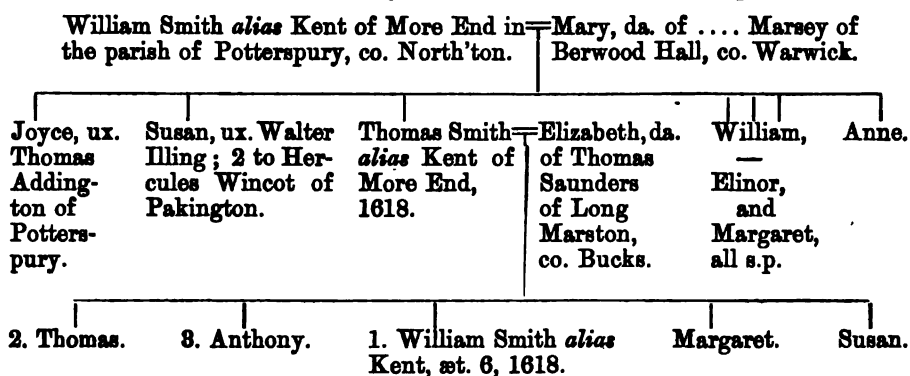 William Smith alias Kent of More End in
the parish of Potterspury, co. North'ton.
Mary, da. of .... Marsey of
Berwood Hall, co. Warwick.
Joyce, ux.
Thomas
Adding-
ton of
Potters-
pury.
Susan, ux. Walter
Illing ; 2 to Her-
cules Wincot of
Pakington.
Thomas Smith
alias Kent of
More End,
1618.
Elizabeth, da.
of Thomas
Saunders
of Long
Marston,
co. Bucks.
William,
—
Elinor,
and
Margaret,
all s.p.
Anne.
2. Thomas.
3. Anthony.
1. William Smith alias
Kent, æt. 6, 1618.
Margaret.
Susan.